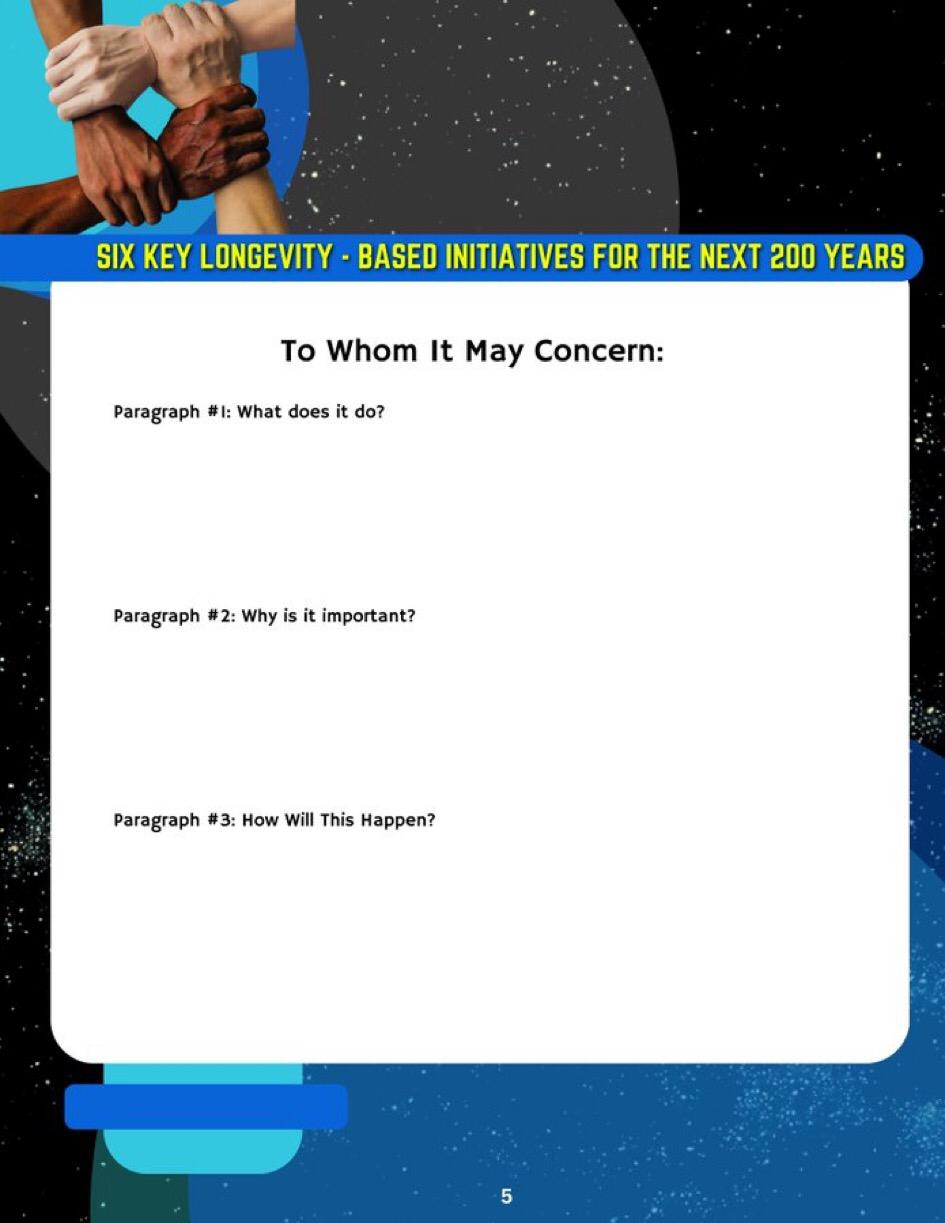 SIX KEY LONGEVITY - BASED INITIATIVES FOR THE NEXT 200 YEARS
To Whom It May Concern:
Paragraph #1: What does it do?
Paragraph #2: Why is it important?
Paragraph #3: How Will This Happen?
5